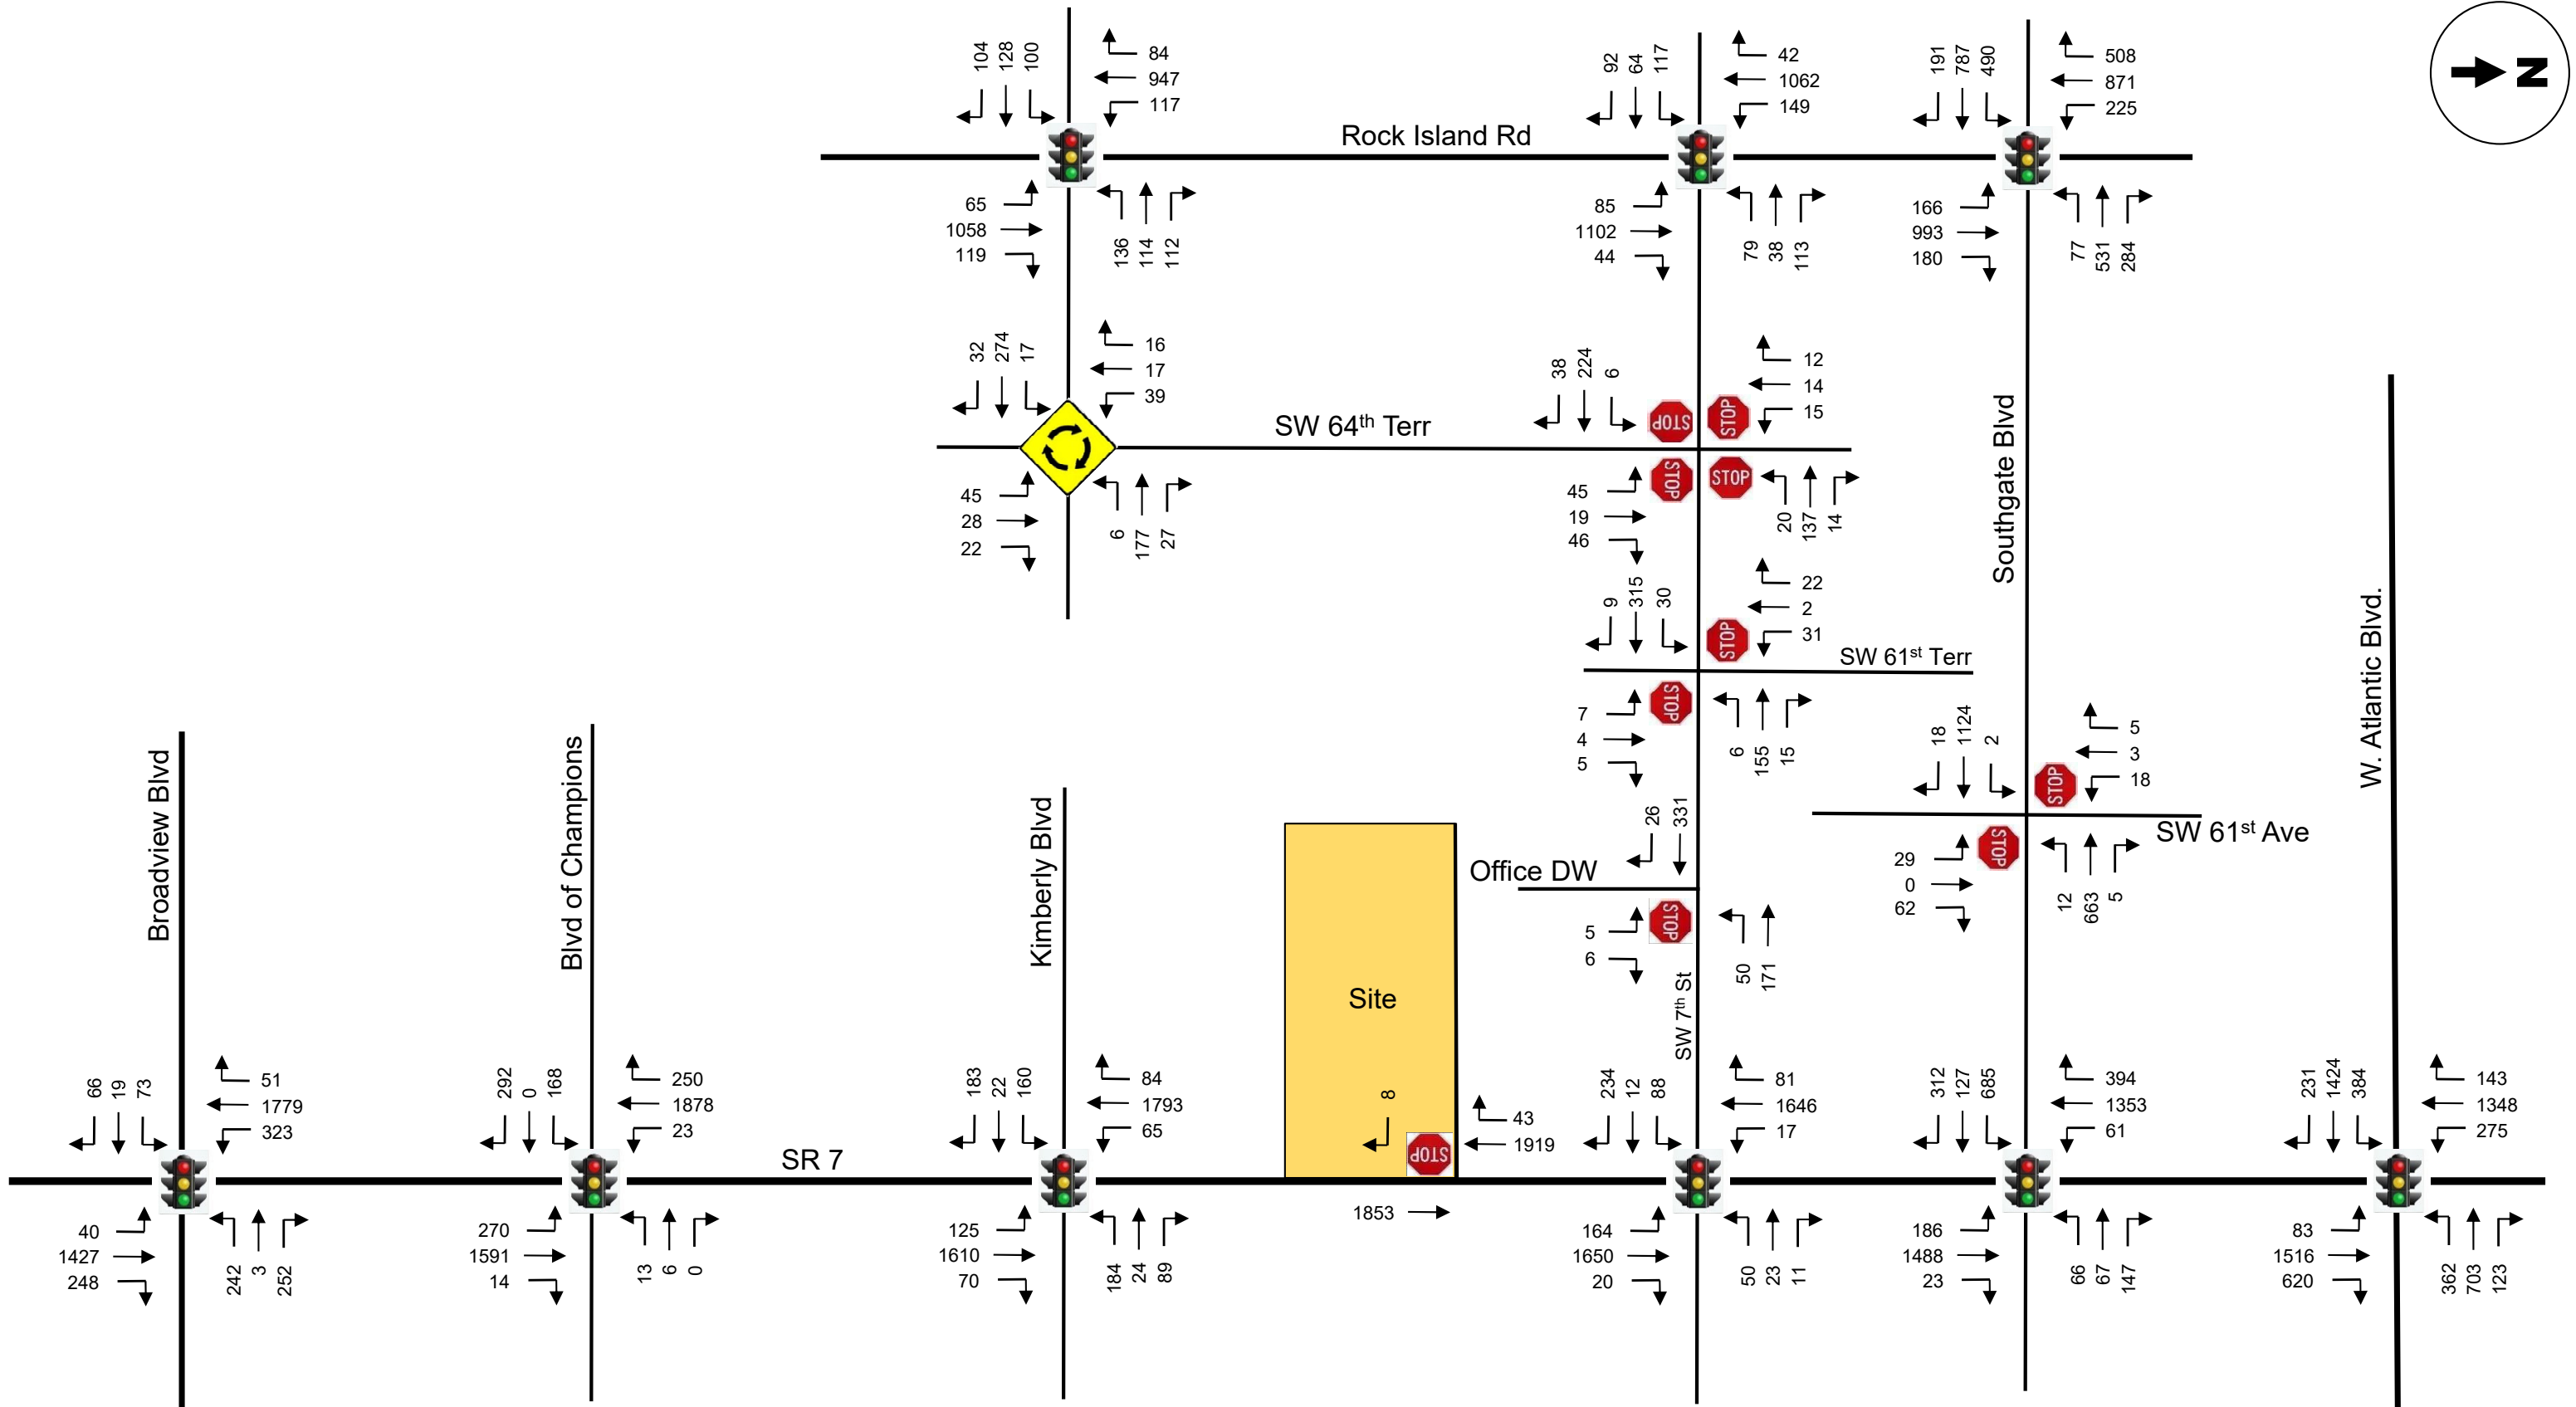 104 128 100
84
947
117
65
1058
119
136 114 112
Rock Island Rd
92 64 117
42
1062
149
85
1102
44
79 38 113
191 787 490
508
871
225
166
993
180
77 531 284
N
32 274 17
16
17
39
45
28
22
6 177 27
SW 64th Terr
38 224 6
12
14
15
STOP
STOP
STOP
STOP
45
19
46
20 137 14
Southgate Blvd
9 315 30
22
2
31
STOP
SW 61st Terr
STOP
7
4
5
6 155 15
W. Atlantic Blvd.
18 1124 2
5
3
18
STOP
SW 61st Ave
STOP
29
0
62
12 663 5
26 331
Office DW
STOP
5
6
50 171
SW 7th St
Broadview Blvd
Blvd of Champions
Kimberly Blvd
Site
8
STOP
43
1919
1853
SR 7
66 19 73
51
1779
323
40
1427
248
242 3 252
292 0 168
250
1878
23
270
1591
14
13 6 0
183 22 160
84
1793
65
125
1610
70
184 24 89
234 12 88
81
1646
17
164
1650
20
50 23 11
312 127 685
394
1353
61
186
1488
23
66 67 147
231 1424 384
143
1348
275
83
1516
620
362 703 123